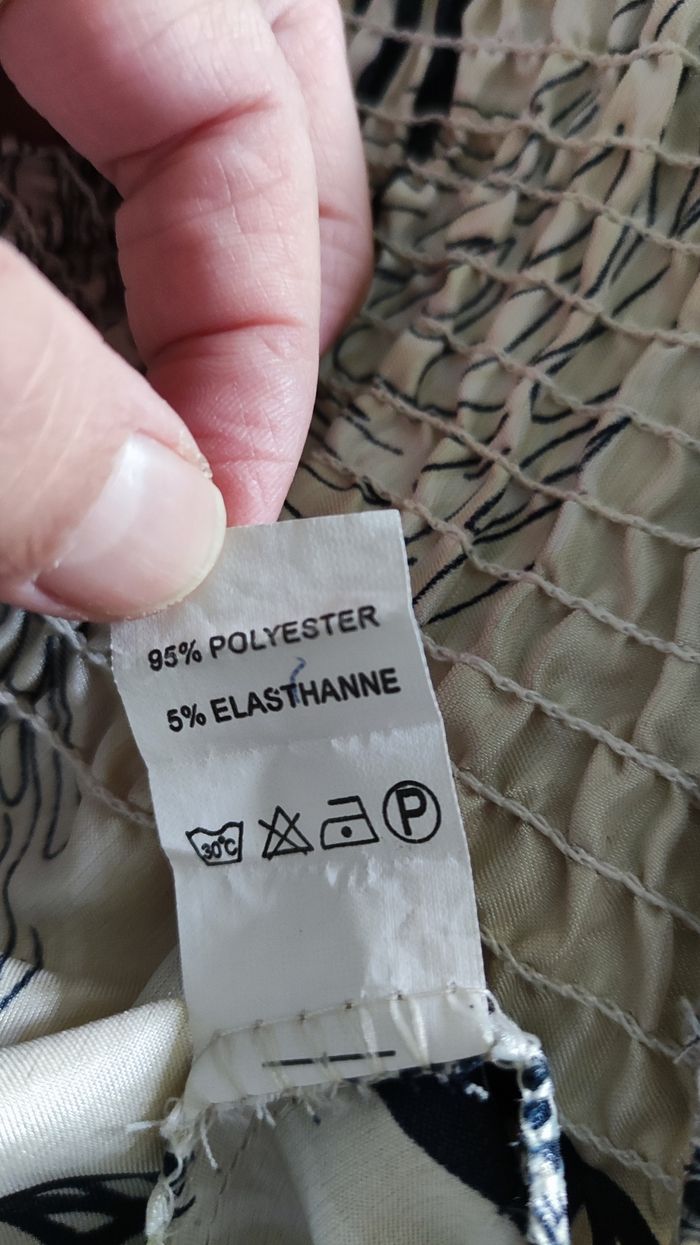 95% POLYESTER
5% ELASTHANNE
30°C P